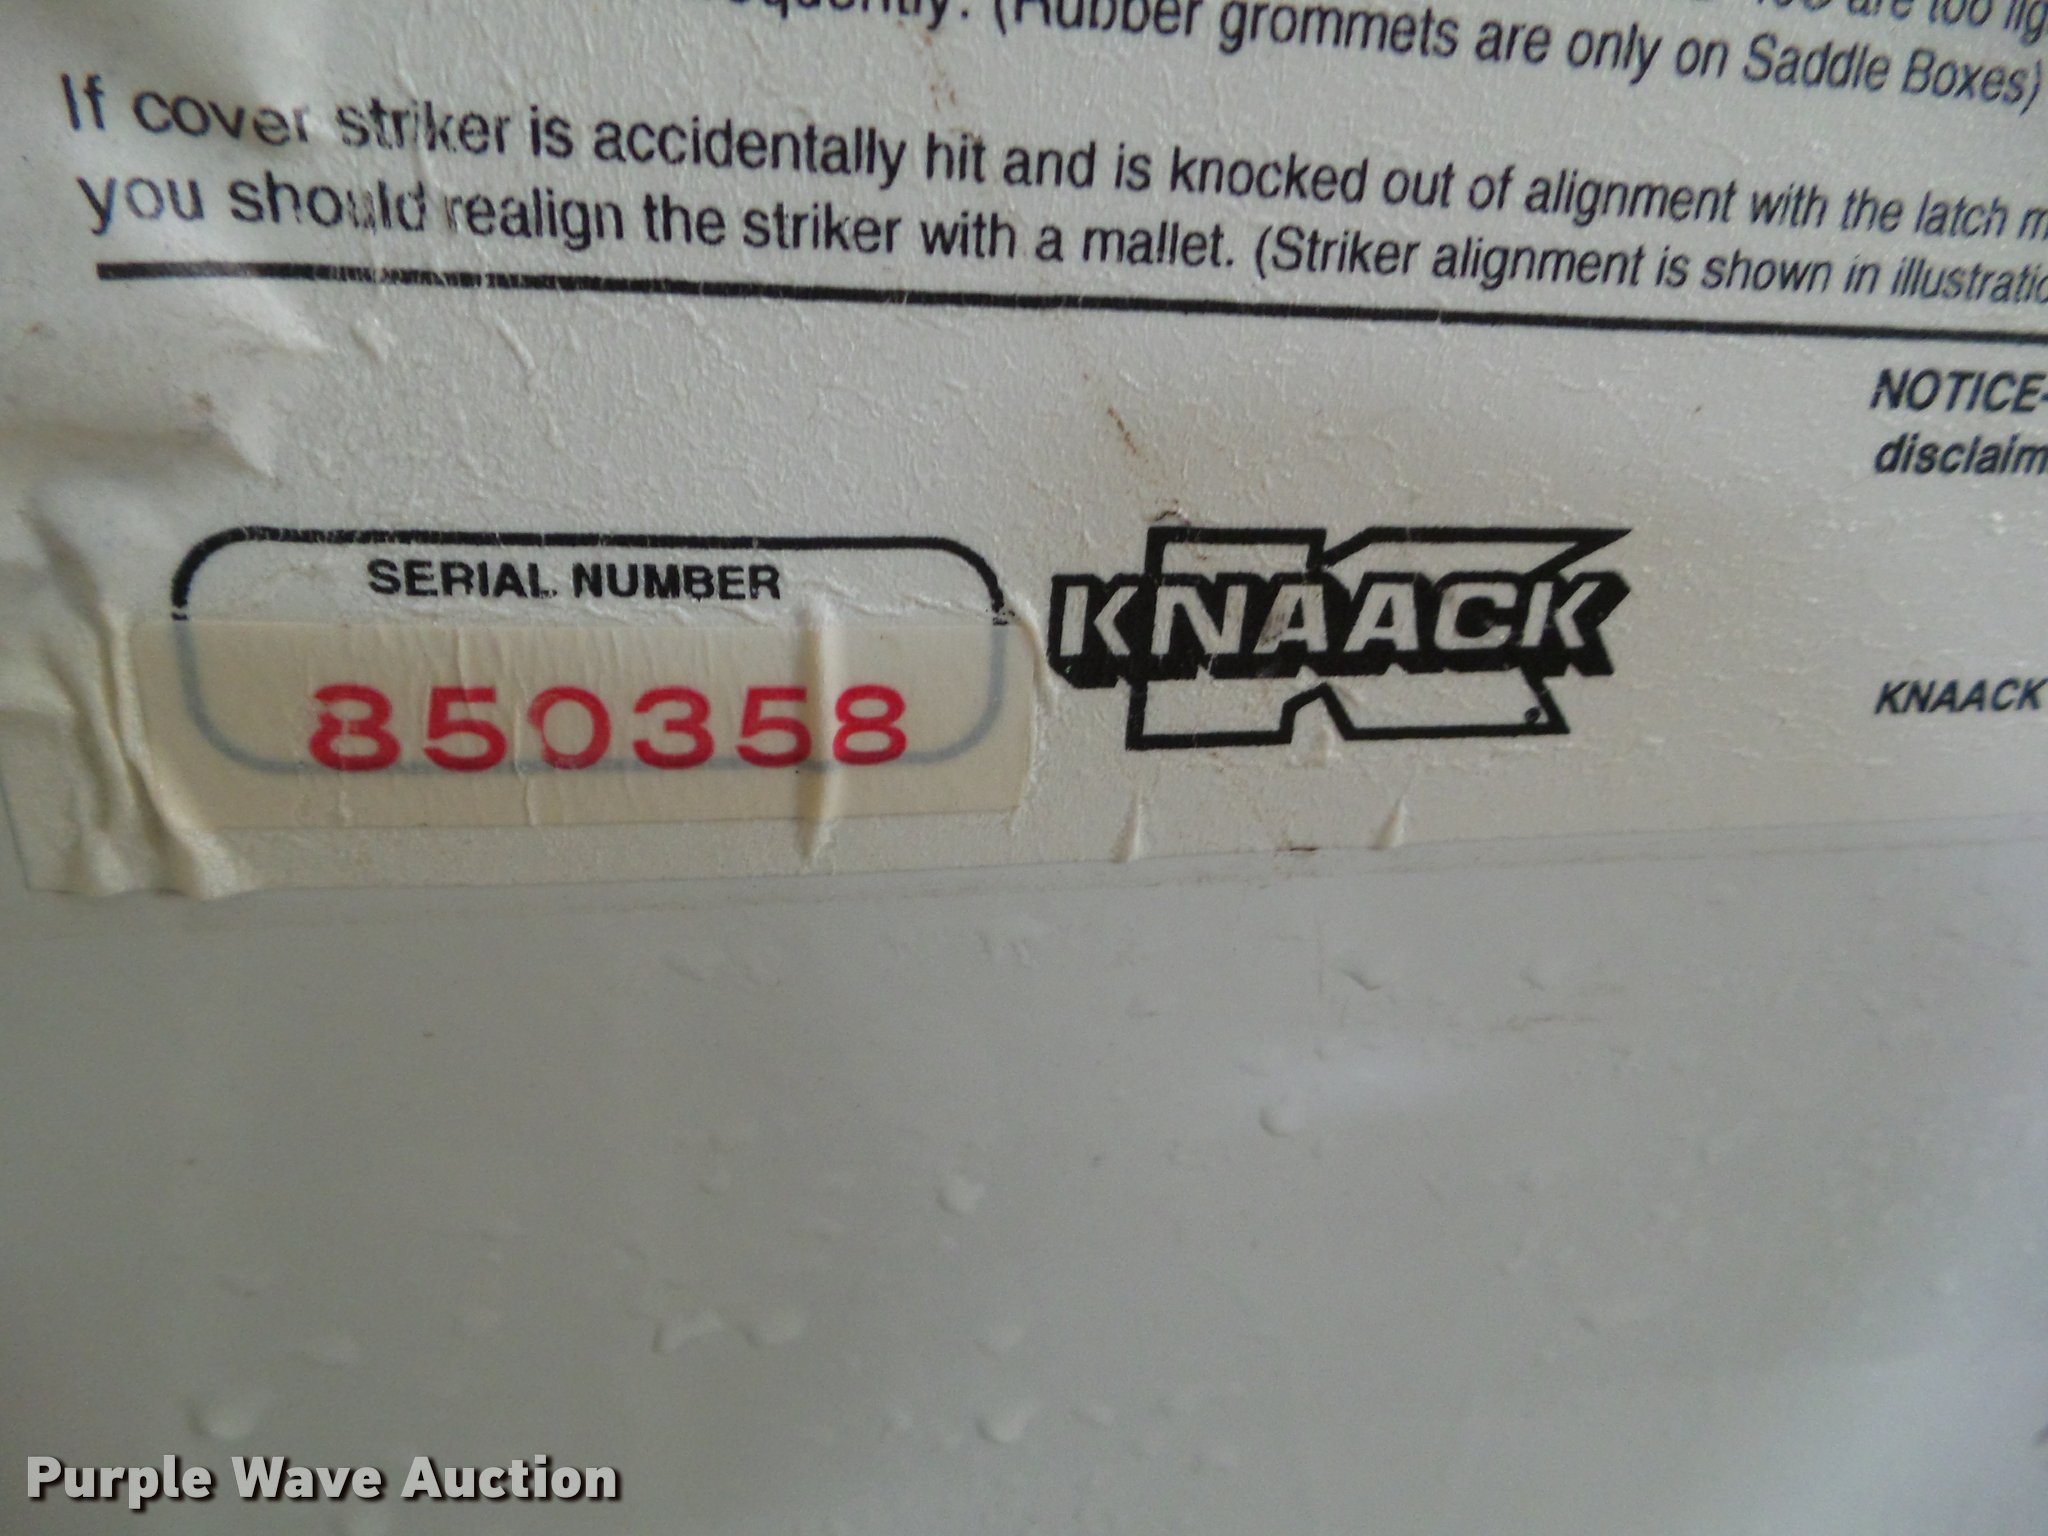 (Rubber grommets are only on Saddle Boxes)
If cover striker is accidentally hit and is knocked out of alignment with the latch
you should realign the striker with a mallet. (Striker alignment is shown in
NOTICE-
SERIAL NUMBER
850358
KNAACK
KNAACK
Purple Wave Auction